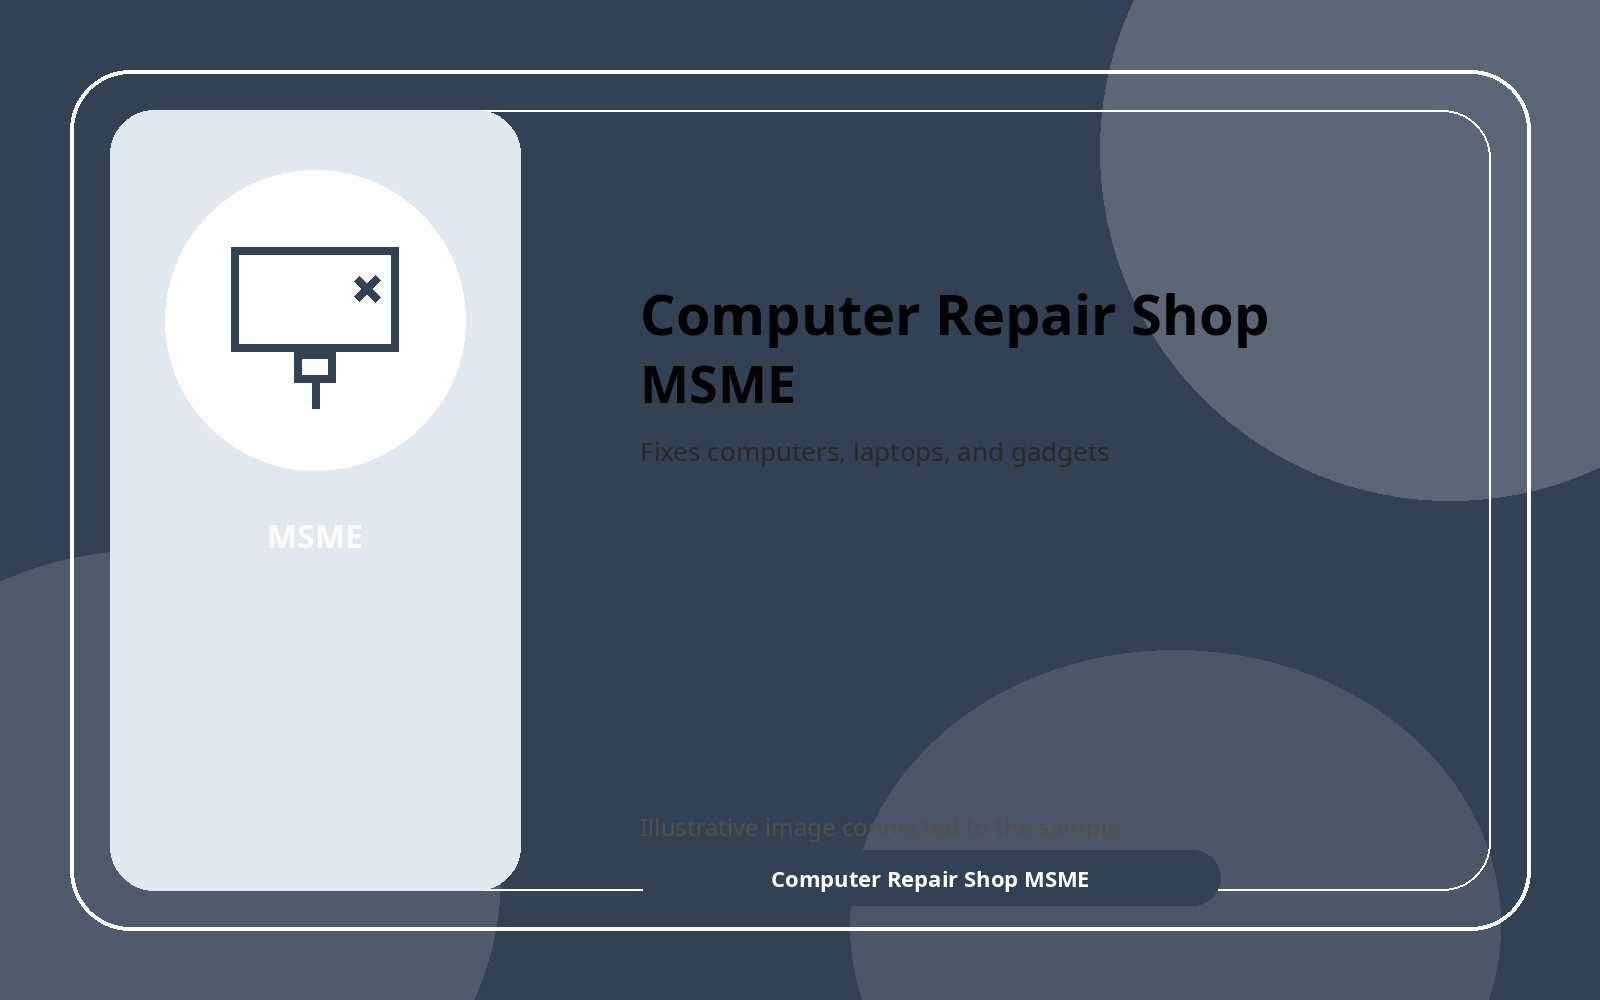 MSME
Computer Repair Shop
MSME
Fixes computers, laptops, and gadgets
Illustrative image connected to the sample
Computer Repair Shop MSME